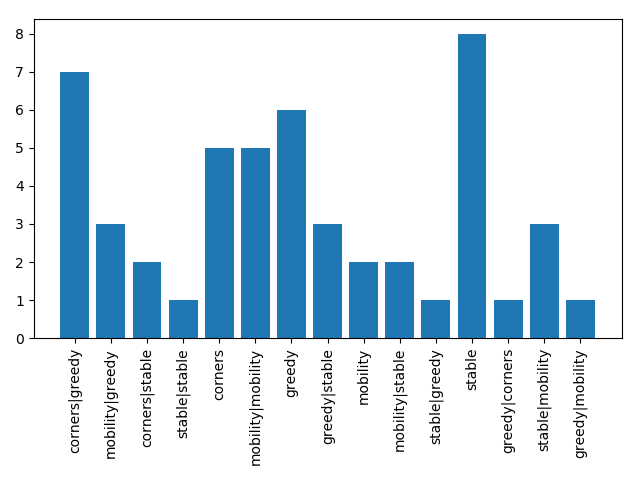 8
7
6
5
4
3
2
1
0
corners|greedy
mobility|greedy
corners|stable
stable|stable
corners
mobility|mobility
greedy
greedy|stable
mobility
mobility|stable
stable|greedy
stable
greedy|corners
stable|mobility
greedy|mobility